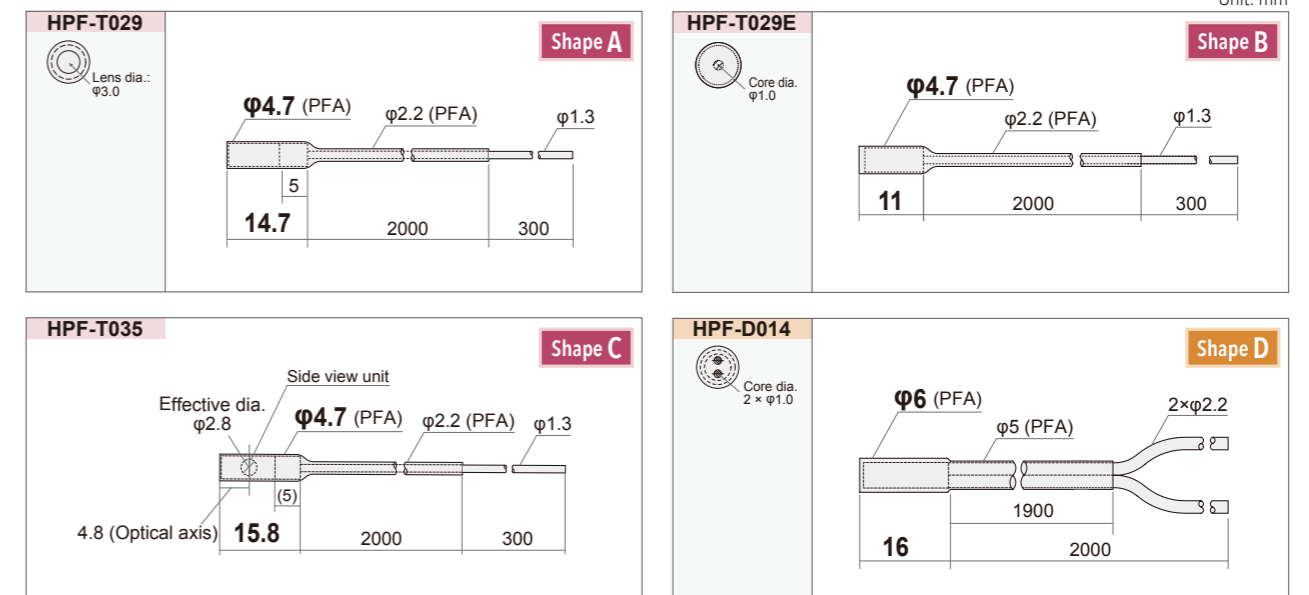 Unit: mm
HPF-T029
Shape A
Lens dia.:
φ3.0
φ4.7 (PFA)
φ2.2 (PFA)
φ1.3
5
14.7
2000
300
HPF-T029E
Shape B
Core dia.
φ1.0
φ4.7 (PFA)
φ2.2 (PFA)
φ1.3
11
2000
300
HPF-T035
Shape C
Side view unit
Effective dia.
φ2.8
φ4.7 (PFA)
φ2.2 (PFA)
φ1.3
(5)
4.8 (Optical axis)
15.8
2000
300
HPF-D014
Shape D
Core dia.
2 × φ1.0
φ6 (PFA)
φ5 (PFA)
2×φ2.2
1900
16
2000